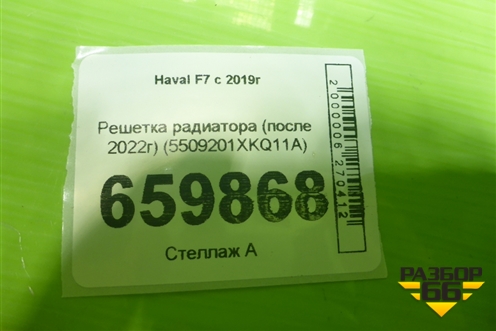 Haval F7 с 2019г
Решетка радиатора (после
2022г) (5509201XKQ11A)
659868
Стеллаж А
2000006270412
РАЗБОР
66